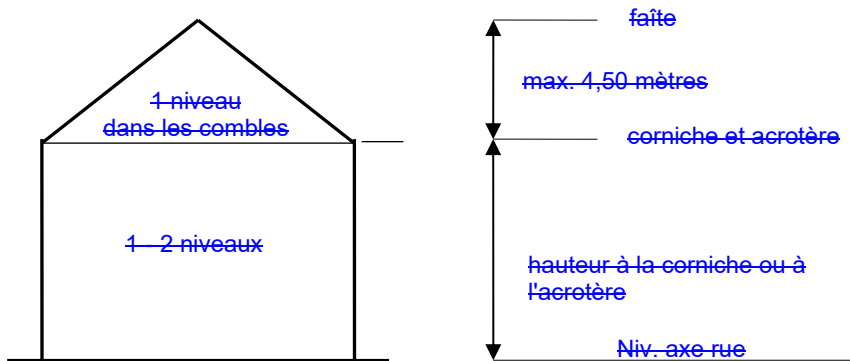 faîte
max. 4,50 mètres
1 niveau
dans les combles
corniche et acrotère
1 - 2 niveaux
hauteur à la corniche ou à
l'acrotère
Niv. axe rue